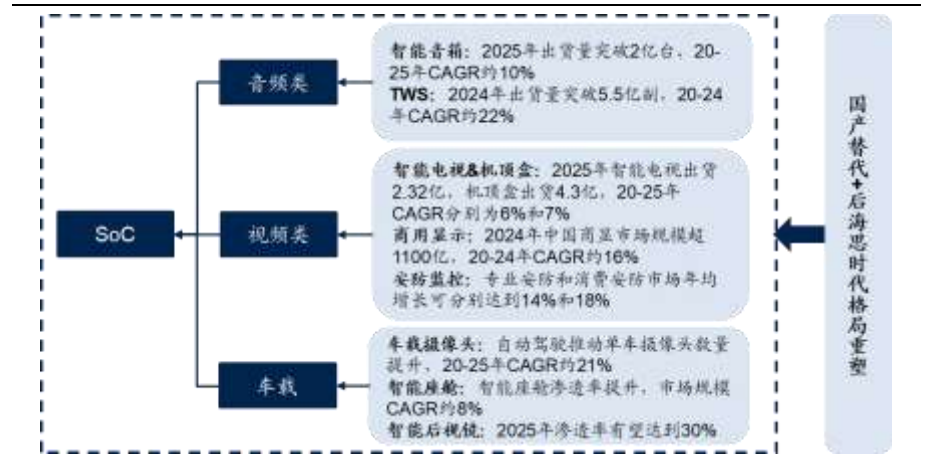 音频类
智能音箱：2025年出货量突破2亿台，20-
25年CAGR约10%
TWS：2024年出货量突破5.5亿副，20-24
年CAGR约22%
SoC
视频类
智能电视&机顶盒：2025年智能电视出货
2.32亿，机顶盒出货4.3亿，20-25年
CAGR分别为6%和7%
商用显示：2024年中国商显市场规模超
1100亿，20-24年CAGR约16%
安防监控：专业安防和消费安防市场年均
增长可分别达到14%和18%
车载
车载摄像头：自动驾驶推动单车摄像头数量
提升，20-25年CAGR约21%
智能座舱：智能座舱渗透率提升，市场规模
CAGR约8%
智能后视镜：2025年渗透率有望达到30%
国产替代+后海思时代格局重塑